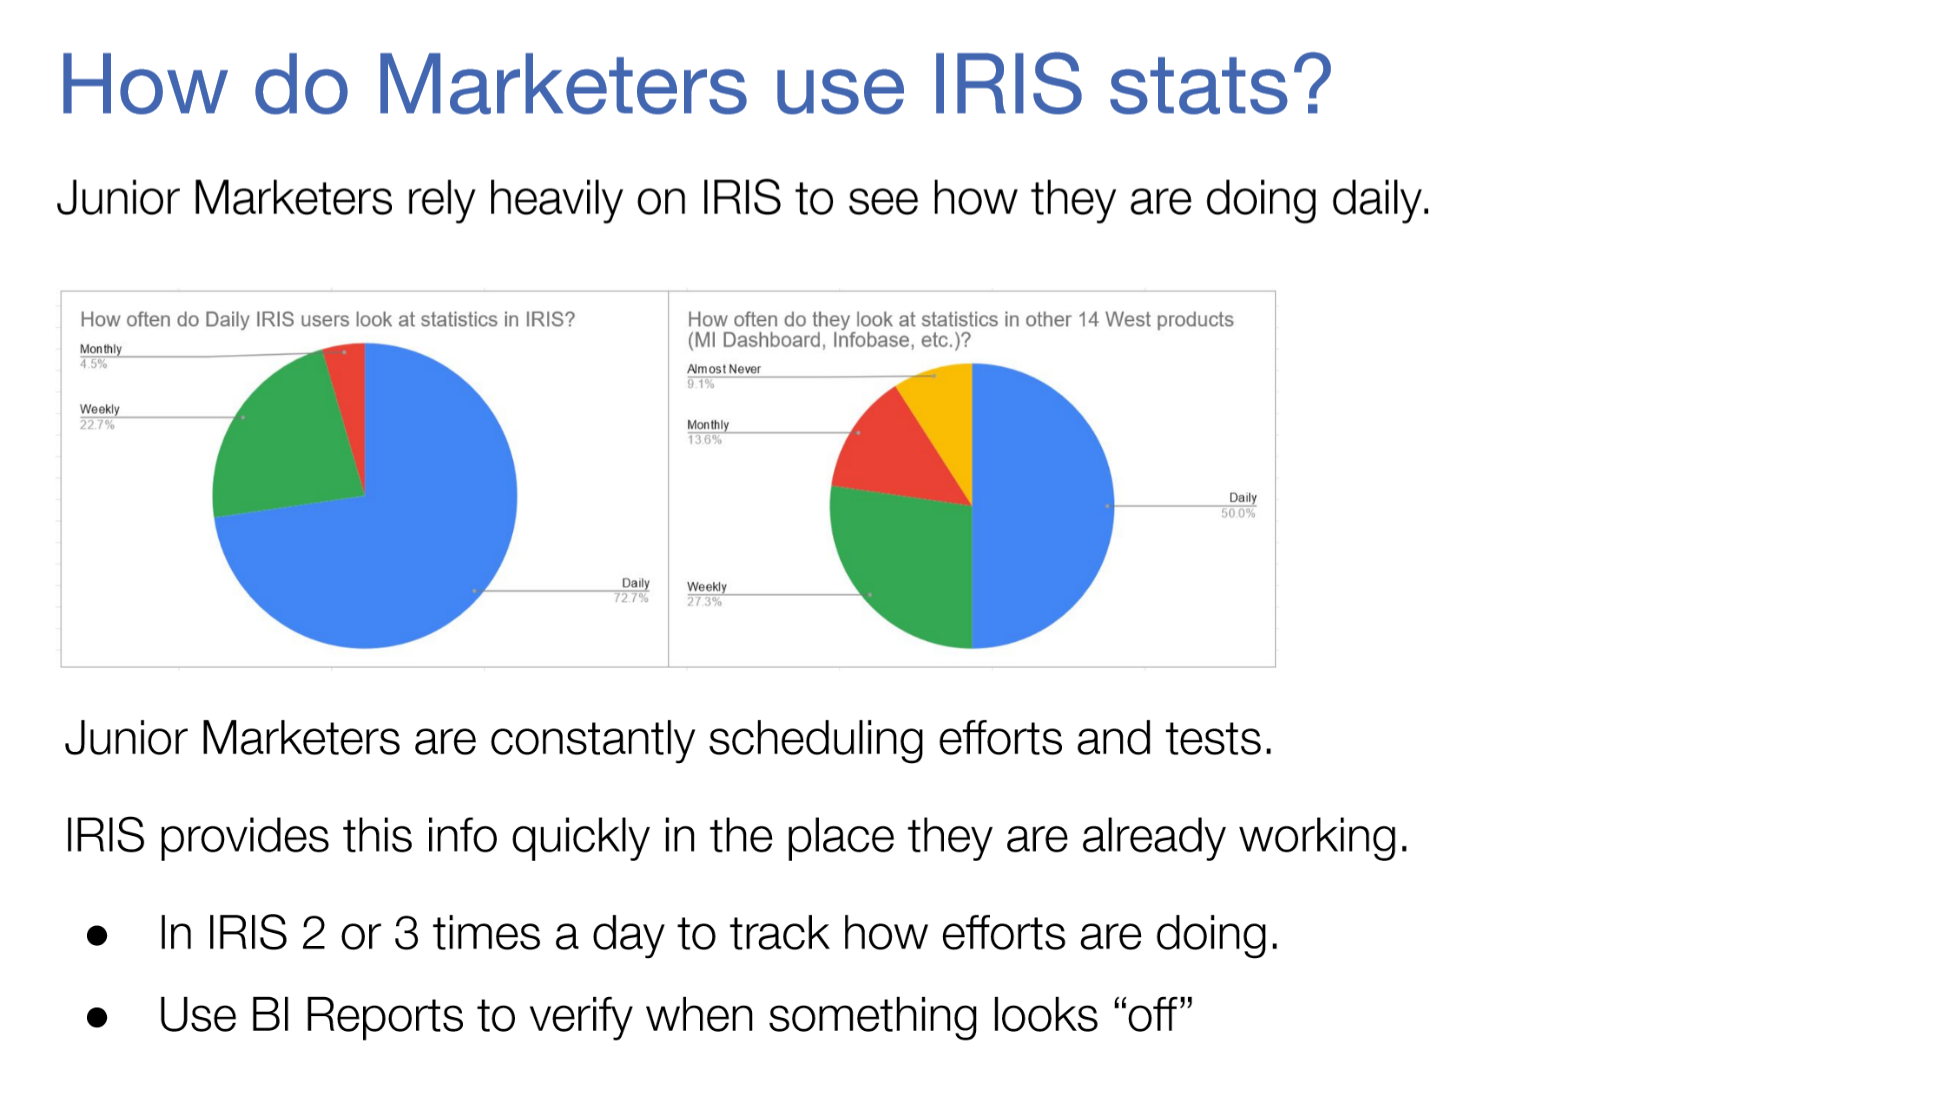 How do Marketers use IRIS stats?
Junior Marketers rely heavily on IRIS to see how they are doing daily.
How often do Daily IRIS users look at statistics in IRIS?
Monthly
4.5%
Weekly
22.7%
Daily
72.7%
How often do they look at statistics in other 14 West products
(MI Dashboard, Infobase, etc.)?
Almost Never
9.1%
Monthly
13.6%
Daily
50.0%
Weekly
27.3%
Junior Marketers are constantly scheduling efforts and tests.
IRIS provides this info quickly in the place they are already working.
● In IRIS 2 or 3 times a day to track how efforts are doing.
● Use BI Reports to verify when something looks “off”